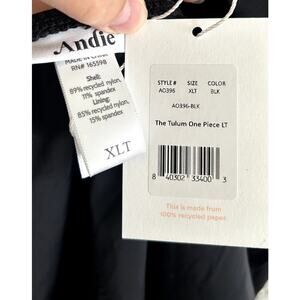 Andie
MADE IN CHINA
RN# 165598
Shell:
89% recycled nylon,
11% spandex
Lining:
85% recycled nylon,
15% spandex
XLT
STYLE # SIZE COLOR
AO396 XLT BLK
AO396-BLK
The Tulum One Piece LT
8 40302 33400 3
This is made from
100% recycled paper.